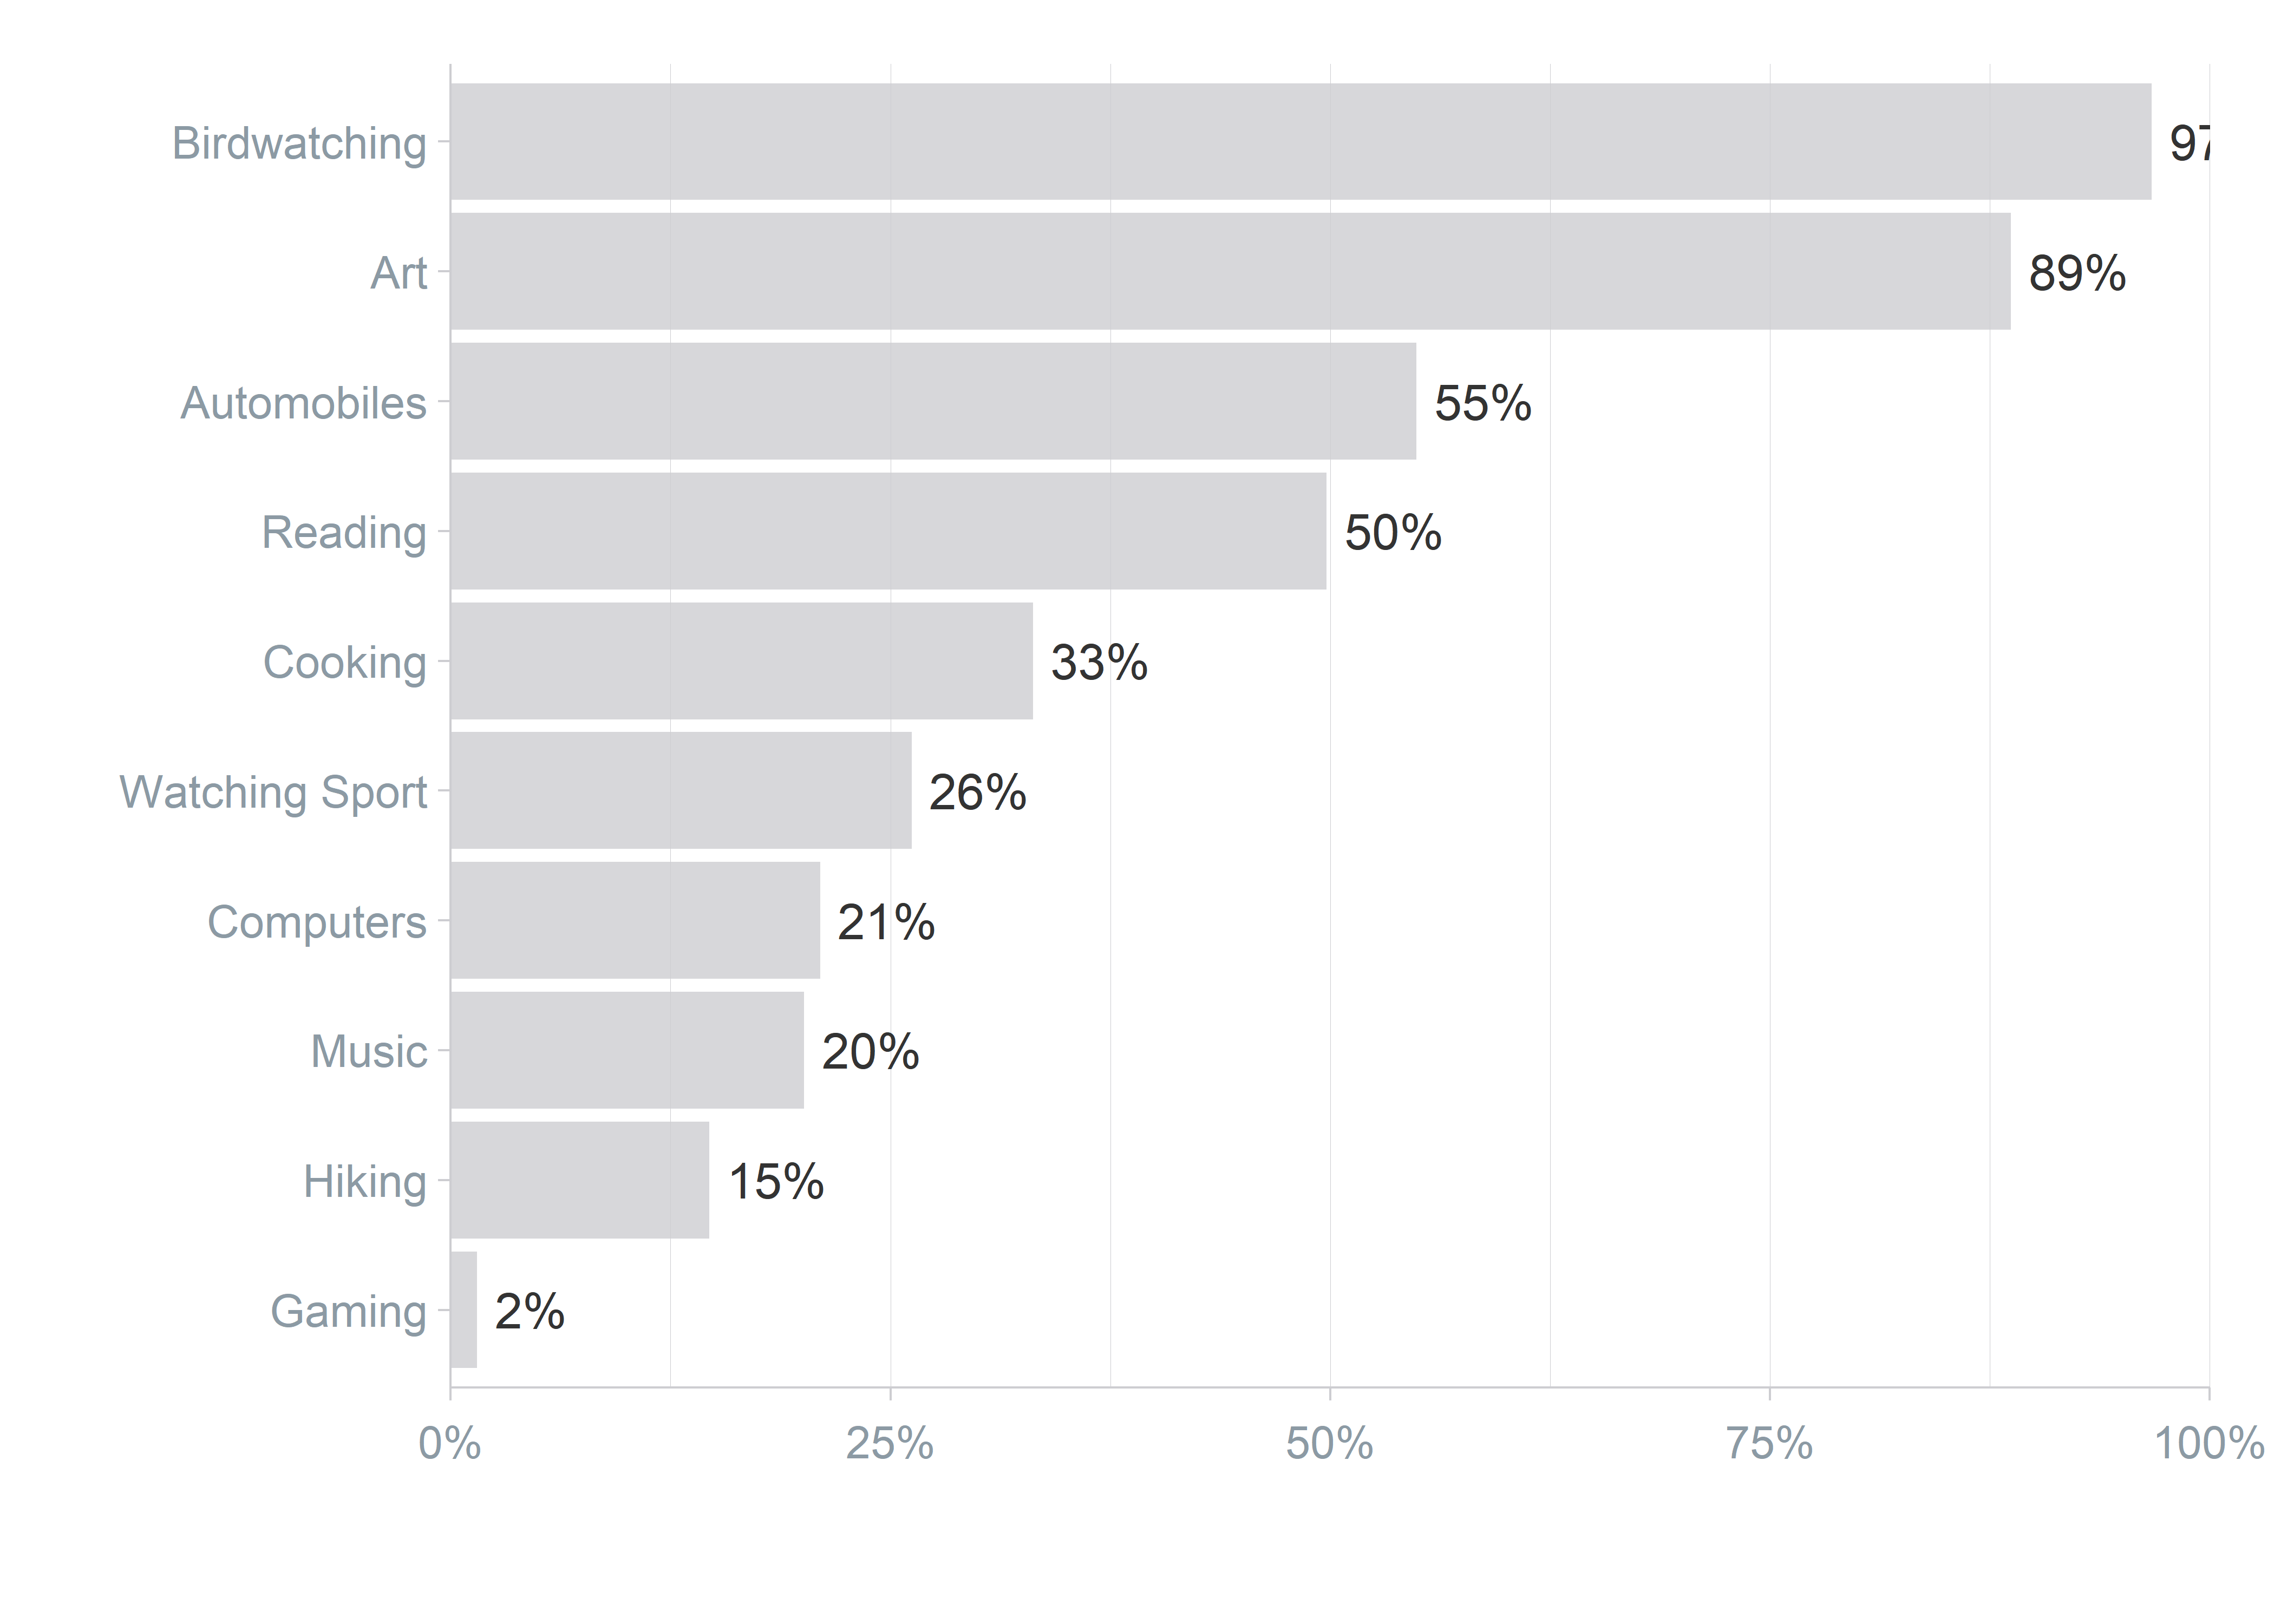 Birdwatching 97
Art 89%
Automobiles 55%
Reading 50%
Cooking 33%
Watching Sport 26%
Computers 21%
Music 20%
Hiking 15%
Gaming 2%
0% 25% 50% 75% 100%